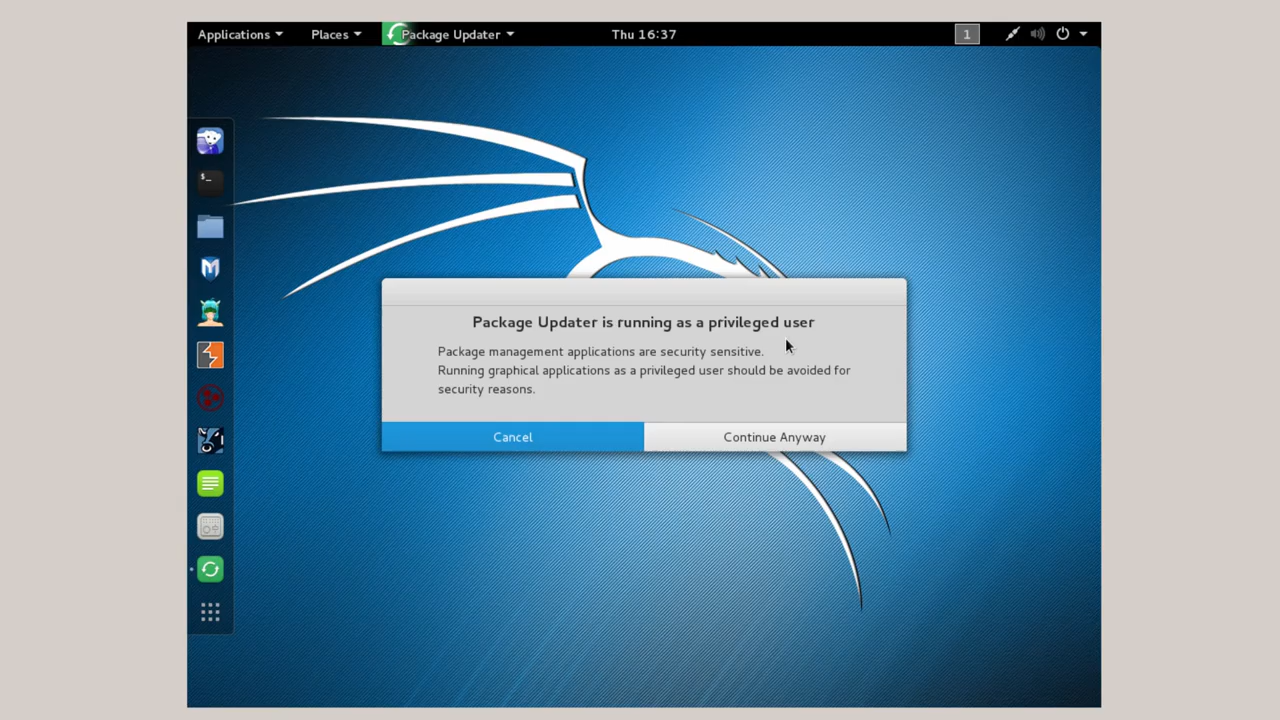 Applications Places Package Updater Thu 16:37 1
$_
M
Package Updater is running as a privileged user
Package management applications are security sensitive.
Running graphical applications as a privileged user should be avoided for
security reasons.
Cancel Continue Anyway